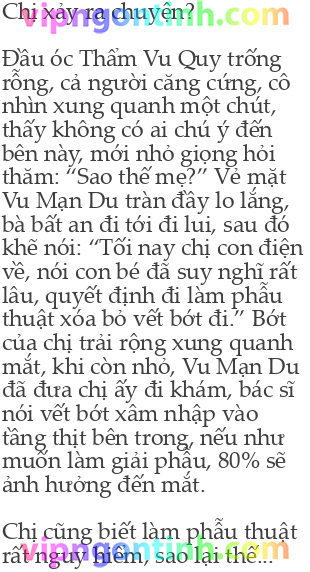 Chị xảy ra chuyện?
vipngontinh.com
Đầu óc Thẩm Vu Quy trống
rỗng, cả người căng cứng, cô
nhìn xung quanh một chút,
thấy không có ai chú ý đến
bên này, mới nhỏ giọng hỏi
thăm: “Sao thế mẹ?” Vẻ mặt
Vu Mạn Du tràn đầy lo lắng,
bà bất an đi tới đi lui, sau đó
khẽ nói: “Tối nay chị con điện
về, nói con bé đã suy nghĩ rất
lâu, quyết định đi làm phẫu
thuật xóa bỏ vết bớt đi.” Bớt
của chị trải rộng xung quanh
mắt, khi còn nhỏ, Vu Mạn Du
đã đưa chị ấy đi khám, bác sĩ
nói vết bớt xâm nhập vào
tầng thịt bên trong, nếu như
muốn làm giải phẫu, 80% sẽ
ảnh hưởng đến mắt.
Chị cũng biết làm phẫu thuật
rất nguy hiểm, sao lại thế...
vipngontinh.com